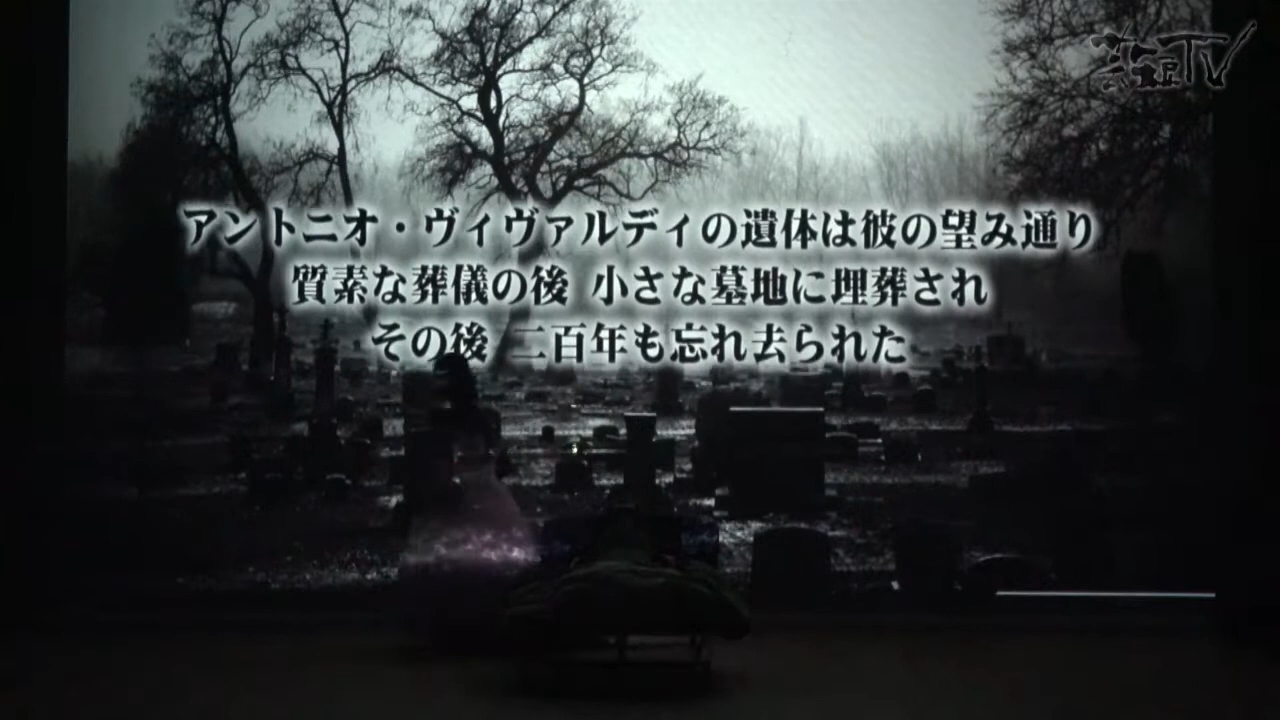 アントニオ・ヴィヴァルディの遺体は彼の望み通り
質素な葬儀の後 小さな墓地に埋葬され
その後 二百年も忘れ去られた
TV